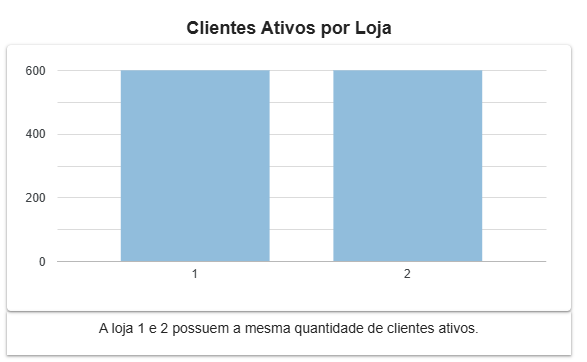 Clientes Ativos por Loja
600
400
200
0
1 2
A loja 1 e 2 possuem a mesma quantidade de clientes ativos.